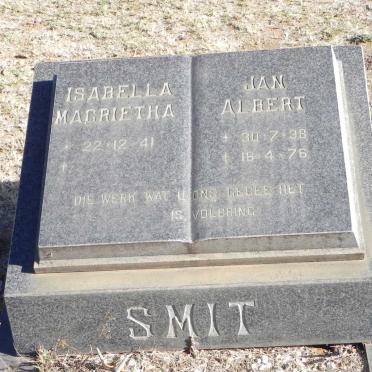 ISABELLA
MAGRIETHA
+ 22-12-41
+
JAN
ALBERT
+ 30-7-38
+ 16-4-76
DIE WERK WAT U ONS GEGEE HET
IS VOLBRING
SMIT